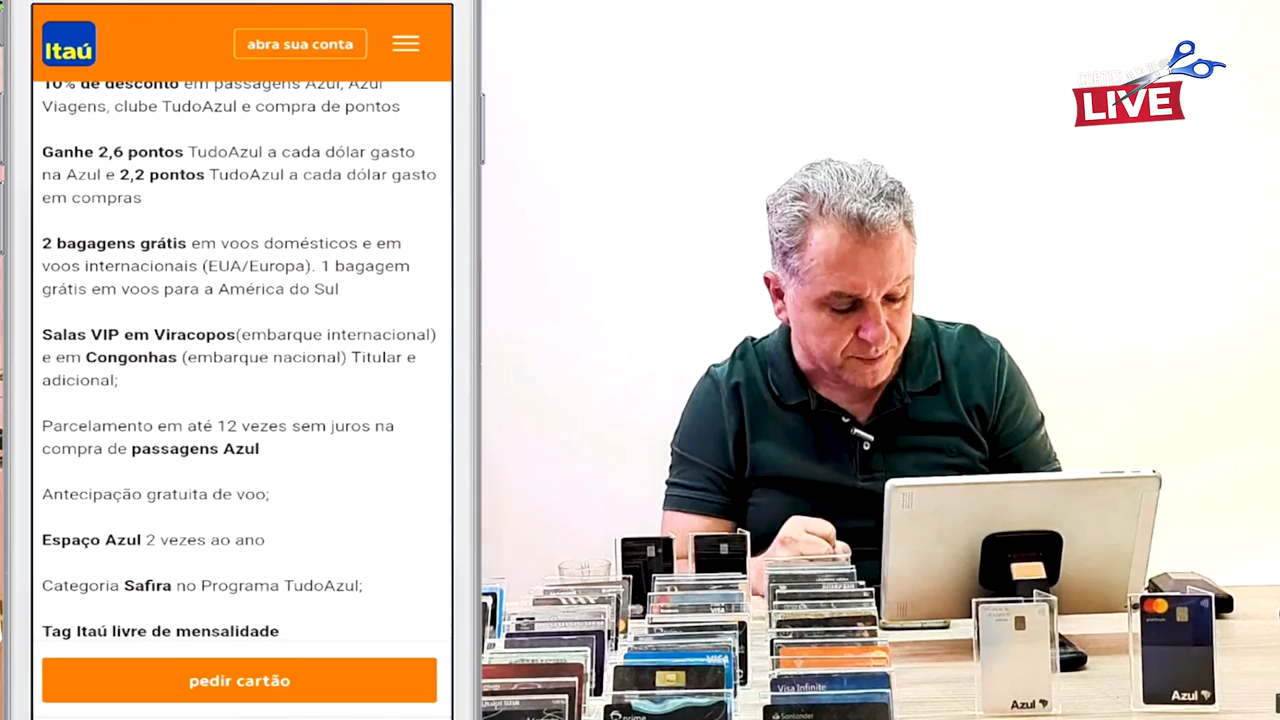 Itaú
abra sua conta
10% de desconto em passagens Azul, Azul
Viagens, clube TudoAzul e compra de pontos
Ganhe 2,6 pontos TudoAzul a cada dólar gasto
na Azul e 2,2 pontos TudoAzul a cada dólar gasto
em compras
2 bagagens grátis em voos domésticos e em
voos internacionais (EUA/Europa). 1 bagagem
grátis em voos para a América do Sul
Salas VIP em Viracopos(embarque internacional)
e em Congonhas (embarque nacional) Titular e
adicional;
Parcelamento em até 12 vezes sem juros na
compra de passagens Azul
Antecipação gratuita de voo;
Espaço Azul 2 vezes ao ano
Categoria Safira no Programa TudoAzul;
Tag Itaú livre de mensalidade
pedir cartão
LIVE
VISA
Visa Infinite
prime
Santander
Azul
platinum
Azul